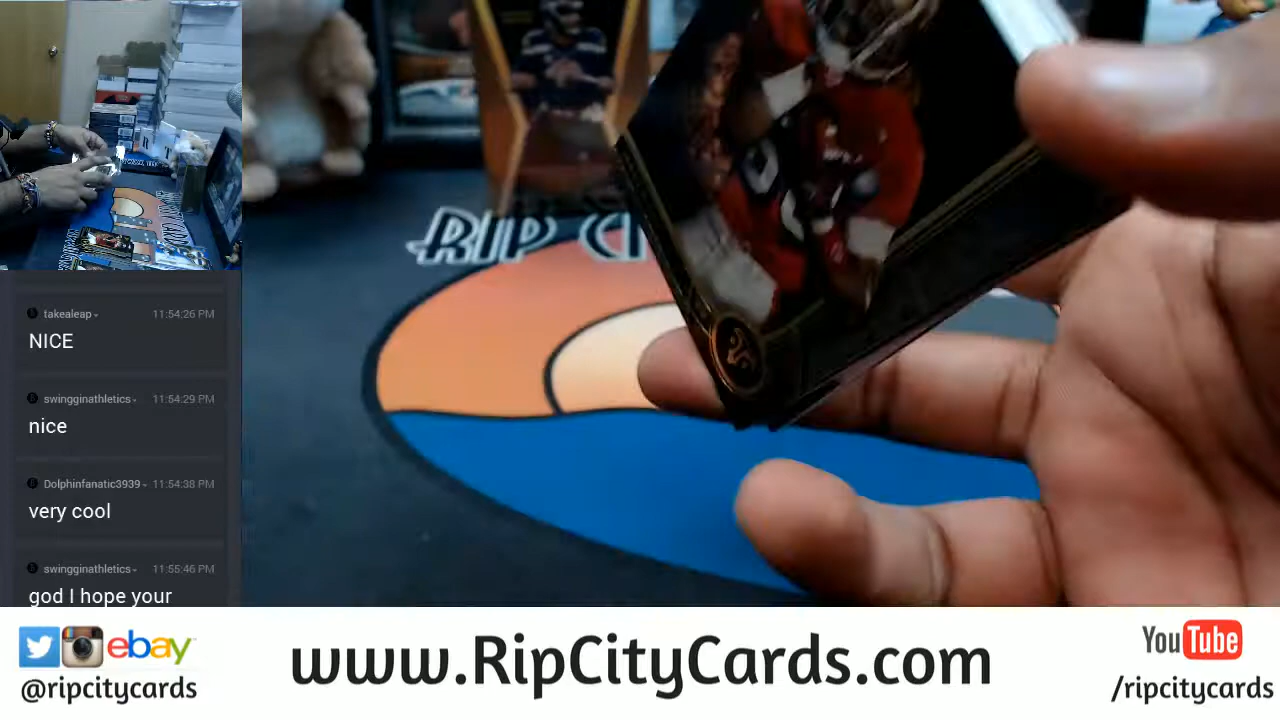 RIP CI
takealeap 11:54:26 PM
NICE
swingginathletics 11:54:29 PM
nice
Dolphinfanatic3939 11:54:38 PM
very cool
swingginathletics 11:55:46 PM
god I hope your
ebay
@ripcitycards
www.RipCityCards.com
YouTube
/ripcitycards